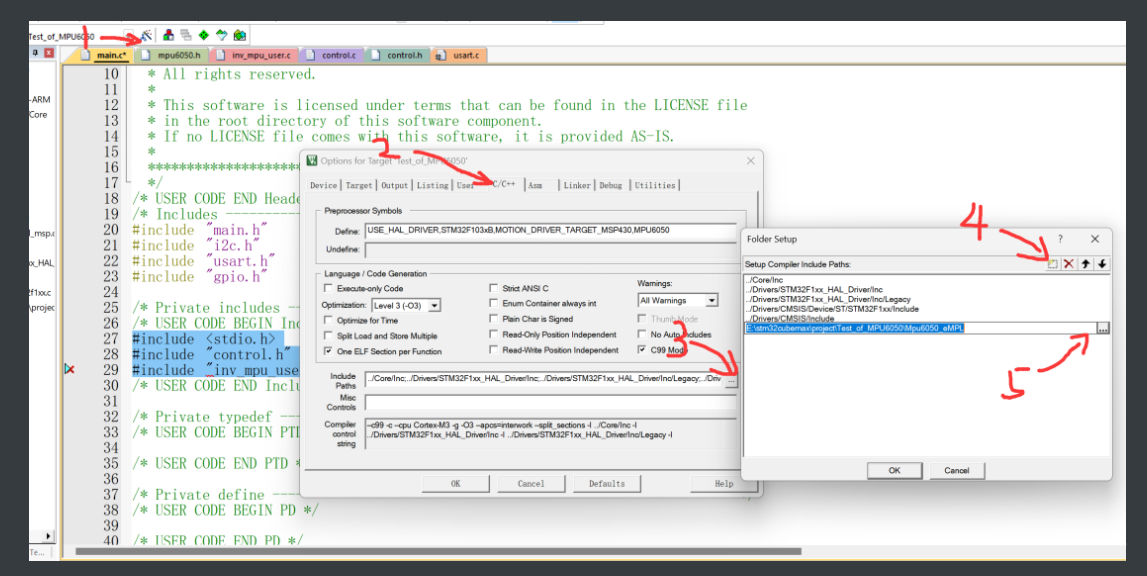 Test_of_MPU6050
1
main.c*
mpu6050.h
inv_mpu_user.c
control.c
control.h
usart.c
-ARM
Core
l_msp.c
xx_HAL_
2f1xx.c
\projec
Te...
10 * All rights reserved.
11 *
12 * This software is licensed under terms that can be found in the LICENSE file
13 * in the root directory of this software component.
14 * If no LICENSE file comes with this software, it is provided AS-IS.
15 *
16 **********************
17 */
18 /* USER CODE END Heade
19 /* Includes ----------
20 #include "main.h"
21 #include "i2c.h"
22 #include "usart.h"
23 #include "gpio.h"
24
25 /* Private includes --
26 /* USER CODE BEGIN Inc
27 #include <stdio.h>
28 #include "control.h"
29 #include "inv_mpu_use
30 /* USER CODE END Inclu
31
32 /* Private typedef ---
33 /* USER CODE BEGIN PTD
34
35 /* USER CODE END PTD *
36
37 /* Private define ----
38 /* USER CODE BEGIN PD */
39
40 /* USER CODE END PD */
2
Options for Target 'Test_of_MPU6050'
Device
Target
Output
Listing
User
C/C++
Asm
Linker
Debug
Utilities
Preprocessor Symbols
Define: USE_HAL_DRIVER,STM32F103xB,MOTION_DRIVER_TARGET_MSP430,MPU6050
Undefine:
Language / Code Generation
Execute-only Code
Strict ANSI C
Warnings:
Optimization: Level 3 (-O3)
Enum Container always int
All Warnings
Optimize for Time
Plain Char is Signed
Thumb Mode
Split Load and Store Multiple
Read-Only Position Independent
No Auto Includes
One ELF Section per Function
Read-Write Position Independent
C99 Mode
3
Include Paths
../Core/Inc;../Drivers/STM32F1xx_HAL_Driver/Inc;../Drivers/STM32F1xx_HAL_Driver/Inc/Legacy;../Driv
...
Misc Controls
Compiler control string
--c99 -c --cpu Cortex-M3 -g -O3 --apcs=interwork --split_sections -I ../Core/Inc -I
../Drivers/STM32F1xx_HAL_Driver/Inc -I ../Drivers/STM32F1xx_HAL_Driver/Inc/Legacy -I
OK
Cancel
Defaults
Help
4
Folder Setup
?
Setup Compiler Include Paths:
../Core/Inc
../Drivers/STM32F1xx_HAL_Driver/Inc
../Drivers/STM32F1xx_HAL_Driver/Inc/Legacy
../Drivers/CMSIS/Device/ST/STM32F1xx/Include
../Drivers/CMSIS/Include
E:\stm32cubemax\project\Test_of_MPU6050\Mpu6050_eMPL
...
5
OK
Cancel